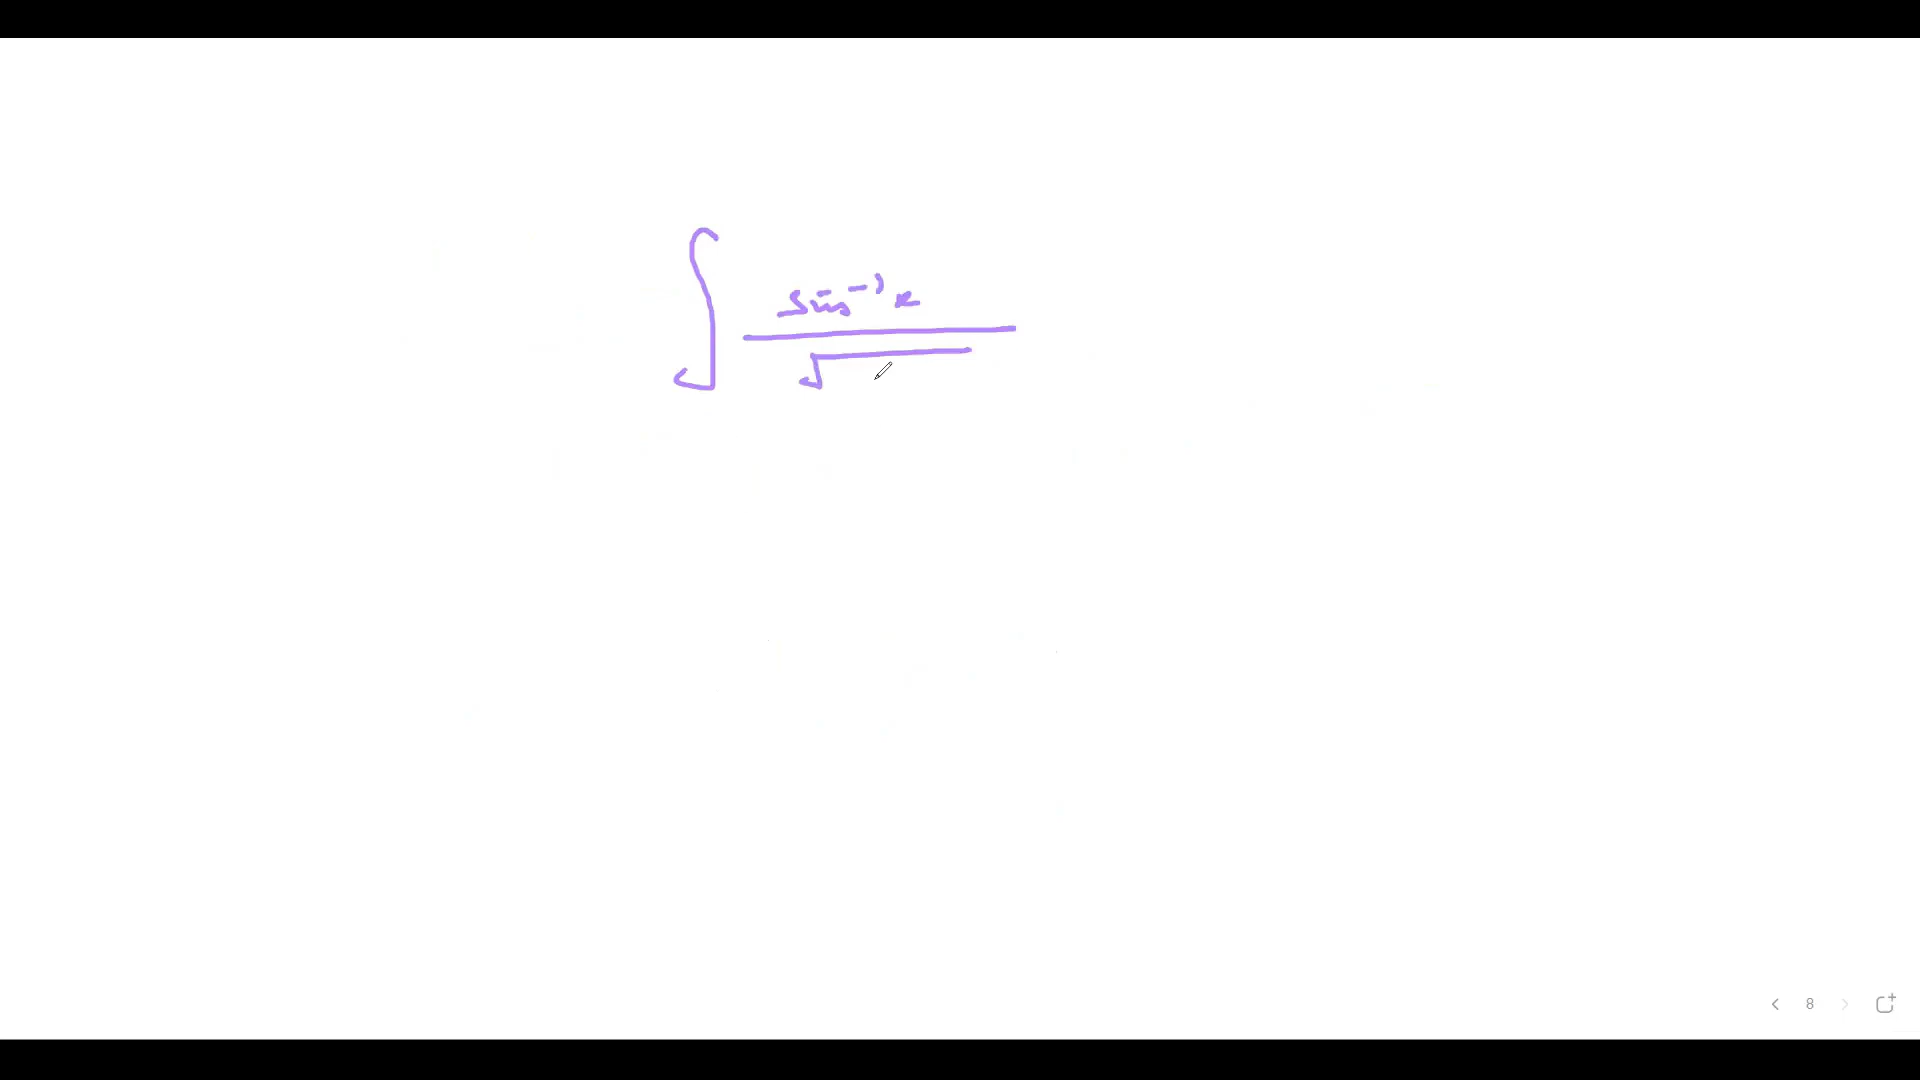 ∫ sin⁻¹x / √
8